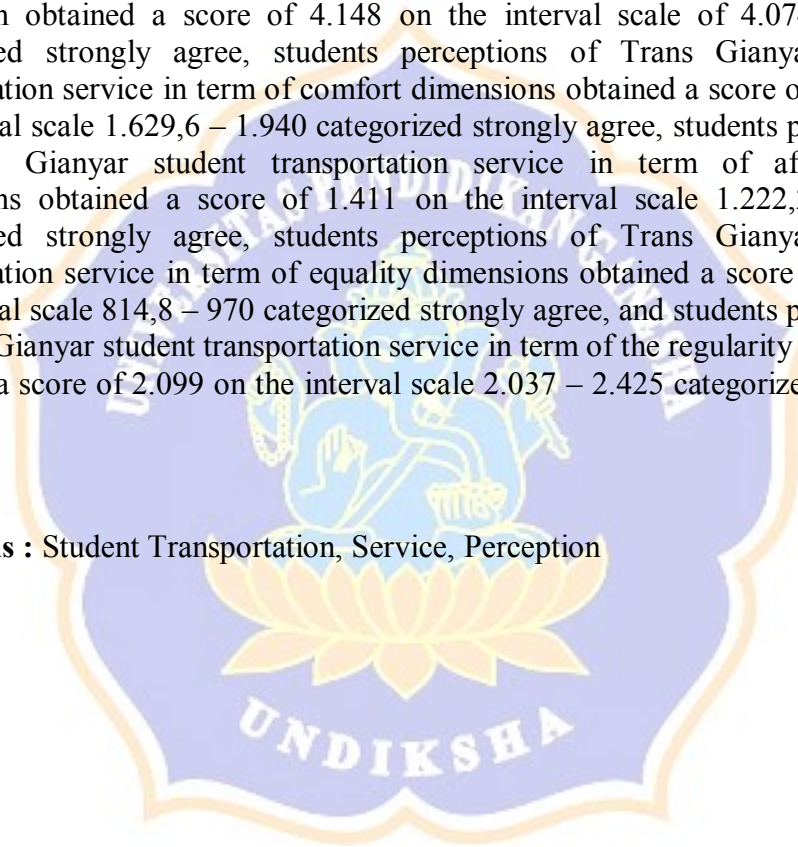 n obtained a score of 4.148 on the interval scale of 4.074
ed strongly agree, students perceptions of Trans Gianya
ation service in term of comfort dimensions obtained a score o
al scale 1.629,6 – 1.940 categorized strongly agree, students p
Gianyar student transportation service in term of af
ns obtained a score of 1.411 on the interval scale 1.222,
ed strongly agree, students perceptions of Trans Gianya
ation service in term of equality dimensions obtained a score
al scale 814,8 – 970 categorized strongly agree, and students p
Gianyar student transportation service in term of the regularity
a score of 2.099 on the interval scale 2.037 – 2.425 categorize
s : Student Transportation, Service, Perception
UNIVERSITAS PENDIDIKAN GANESHA
UNDIKSHA